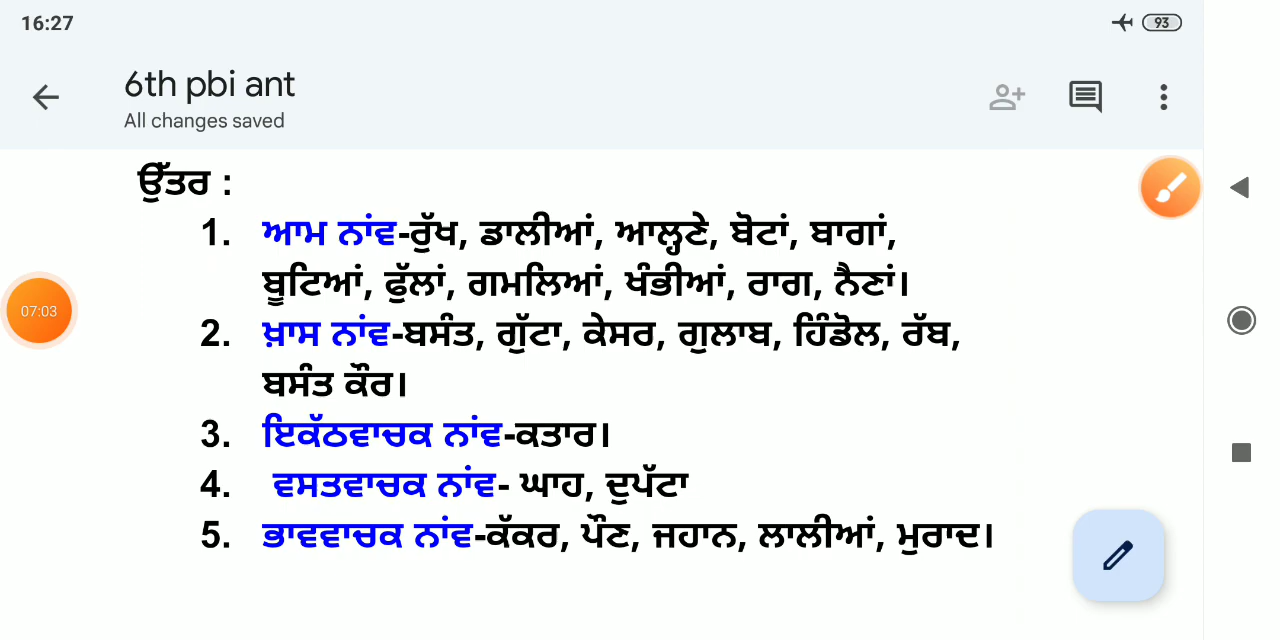 16:27
93
6th pbi ant
All changes saved
ਉੱਤਰ :
1. ਆਮ ਨਾਂਵ-ਰੁੱਖ, ਡਾਲੀਆਂ, ਆਲ੍ਹਣੇ, ਬੋਟਾਂ, ਬਾਗਾਂ,
ਬੂਟਿਆਂ, ਫੁੱਲਾਂ, ਗਮਲਿਆਂ, ਖੰਭੀਆਂ, ਰਾਗ, ਨੈਣਾਂ।
07:03
2. ਖ਼ਾਸ ਨਾਂਵ-ਬਸੰਤ, ਗੁੱਟਾ, ਕੇਸਰ, ਗੁਲਾਬ, ਹਿੰਡੋਲ, ਰੱਬ,
ਬਸੰਤ ਕੌਰ।
3. ਇਕੱਠਵਾਚਕ ਨਾਂਵ-ਕਤਾਰ।
4. ਵਸਤਵਾਚਕ ਨਾਂਵ- ਘਾਹ, ਦੁਪੱਟਾ
5. ਭਾਵਵਾਚਕ ਨਾਂਵ-ਕੱਕਰ, ਪੌਣ, ਜਹਾਨ, ਲਾਲੀਆਂ, ਮੁਰਾਦ।